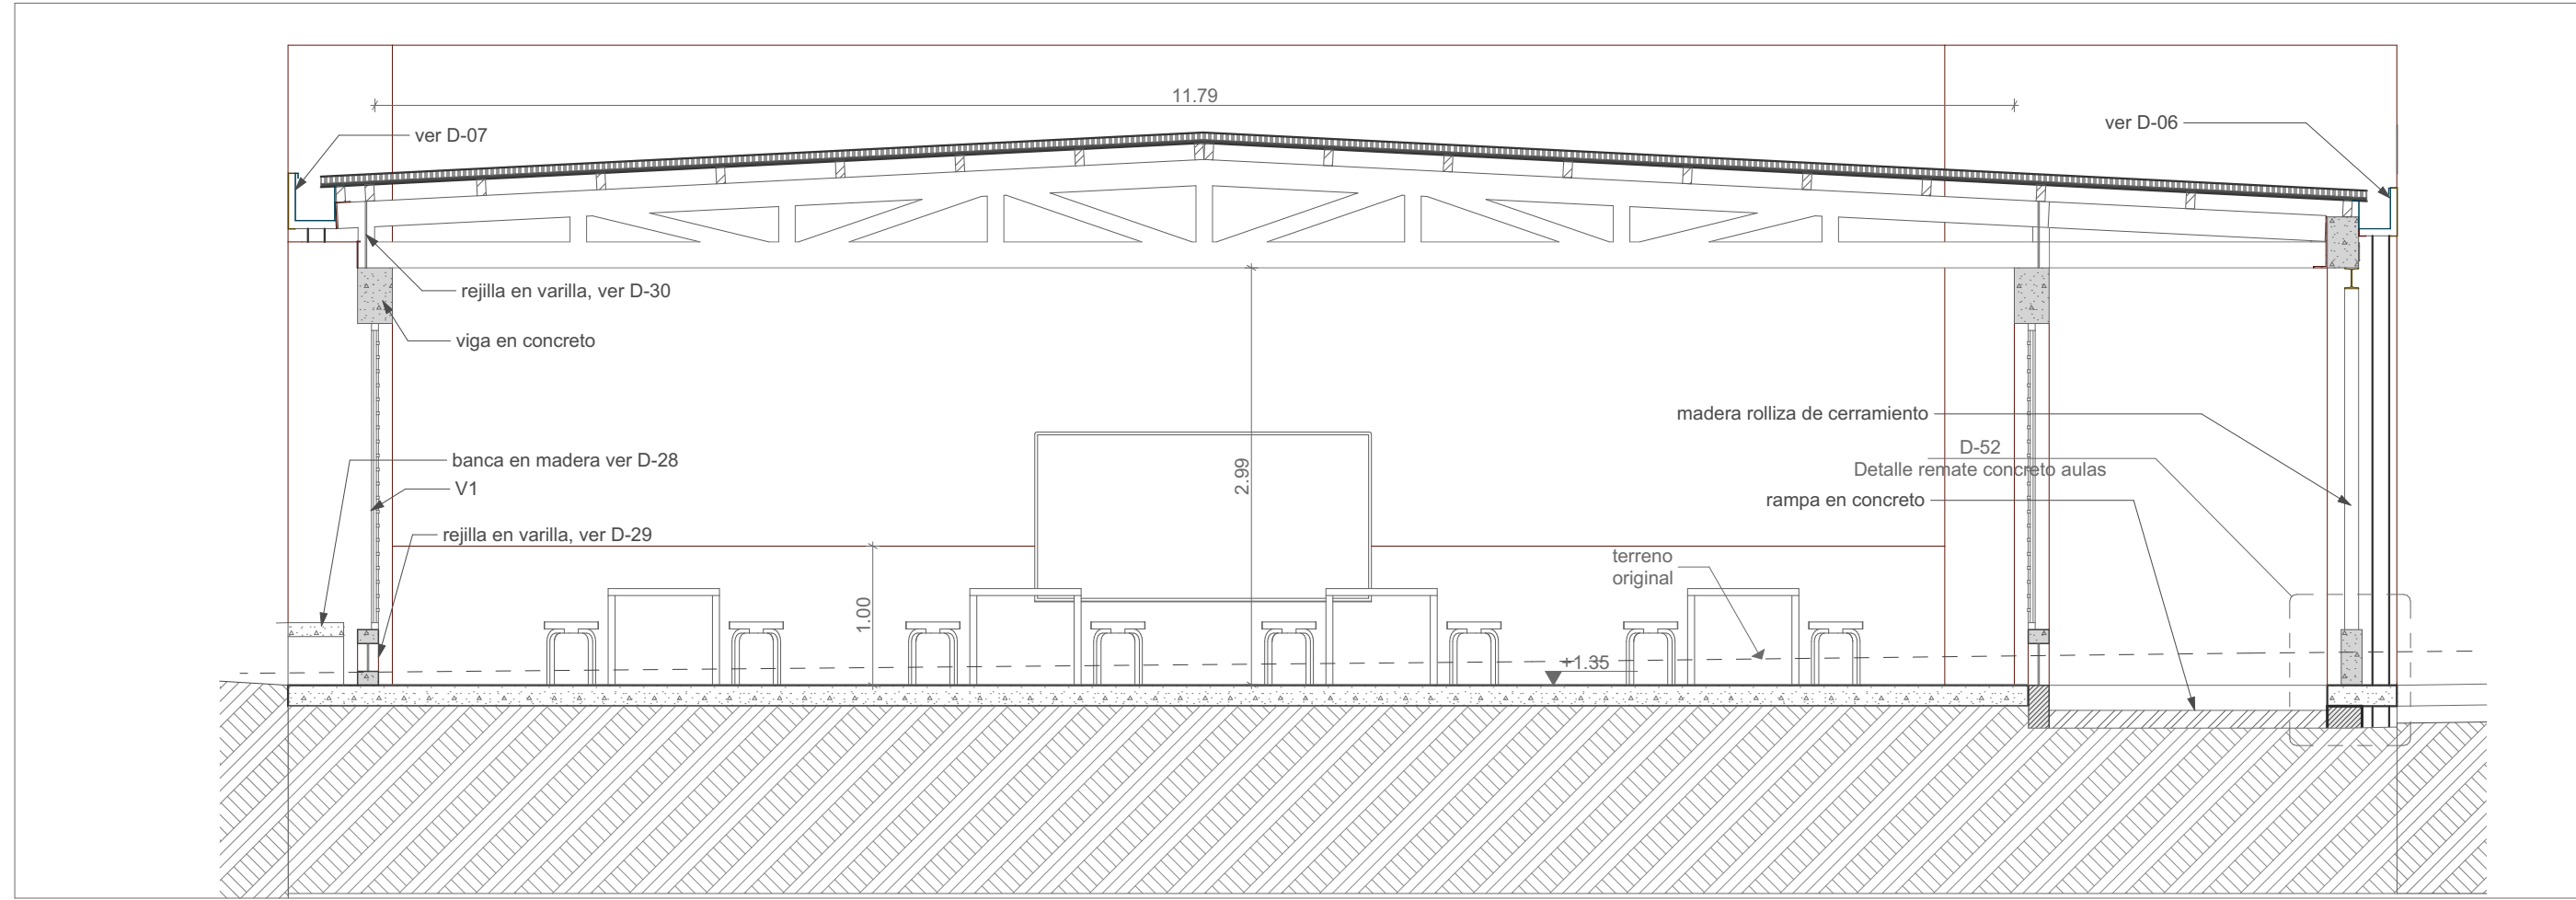 11.79
ver D-07
ver D-06
rejilla en varilla, ver D-30
viga en concreto
madera rolliza de cerramiento
D-52
Detalle remate concreto aulas
banca en madera ver D-28
2.99
V1
rampa en concreto
rejilla en varilla, ver D-29
terreno
original
1.00
+1.35